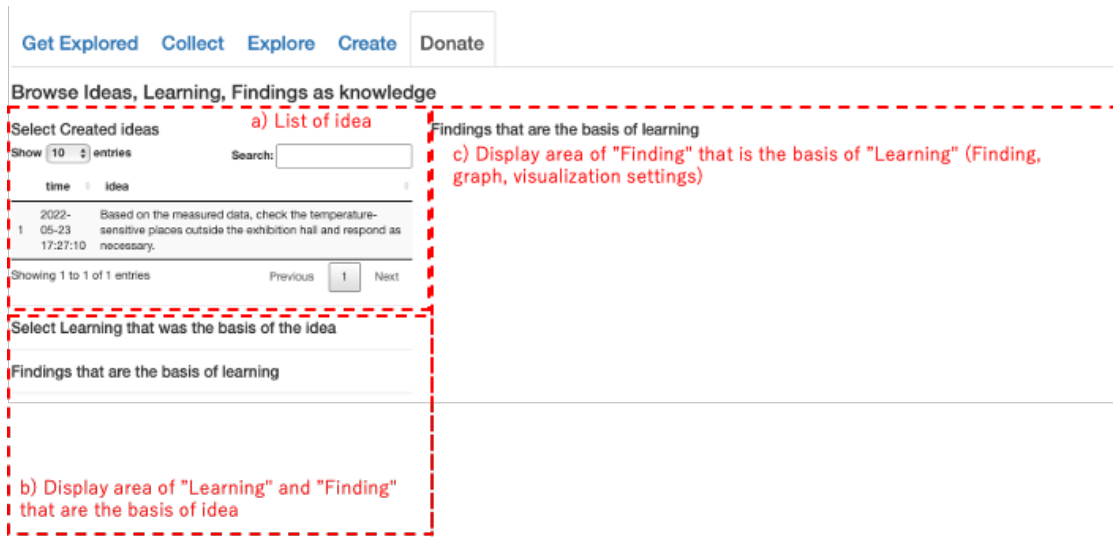 Get Explored Collect Explore Create Donate
Browse Ideas, Learning, Findings as knowledge
Select Created ideas
a) List of idea
Show 10 entries
Search:
time idea
1 2022-05-23 17:27:10
Based on the measured data, check the temperature-
sensitive places outside the exhibition hall and respond as
necessary.
Showing 1 to 1 of 1 entries
Previous 1 Next
Select Learning that was the basis of the idea
Findings that are the basis of learning
b) Display area of "Learning" and "Finding"
that are the basis of idea
Findings that are the basis of learning
c) Display area of "Finding" that is the basis of "Learning" (Finding,
graph, visualization settings)